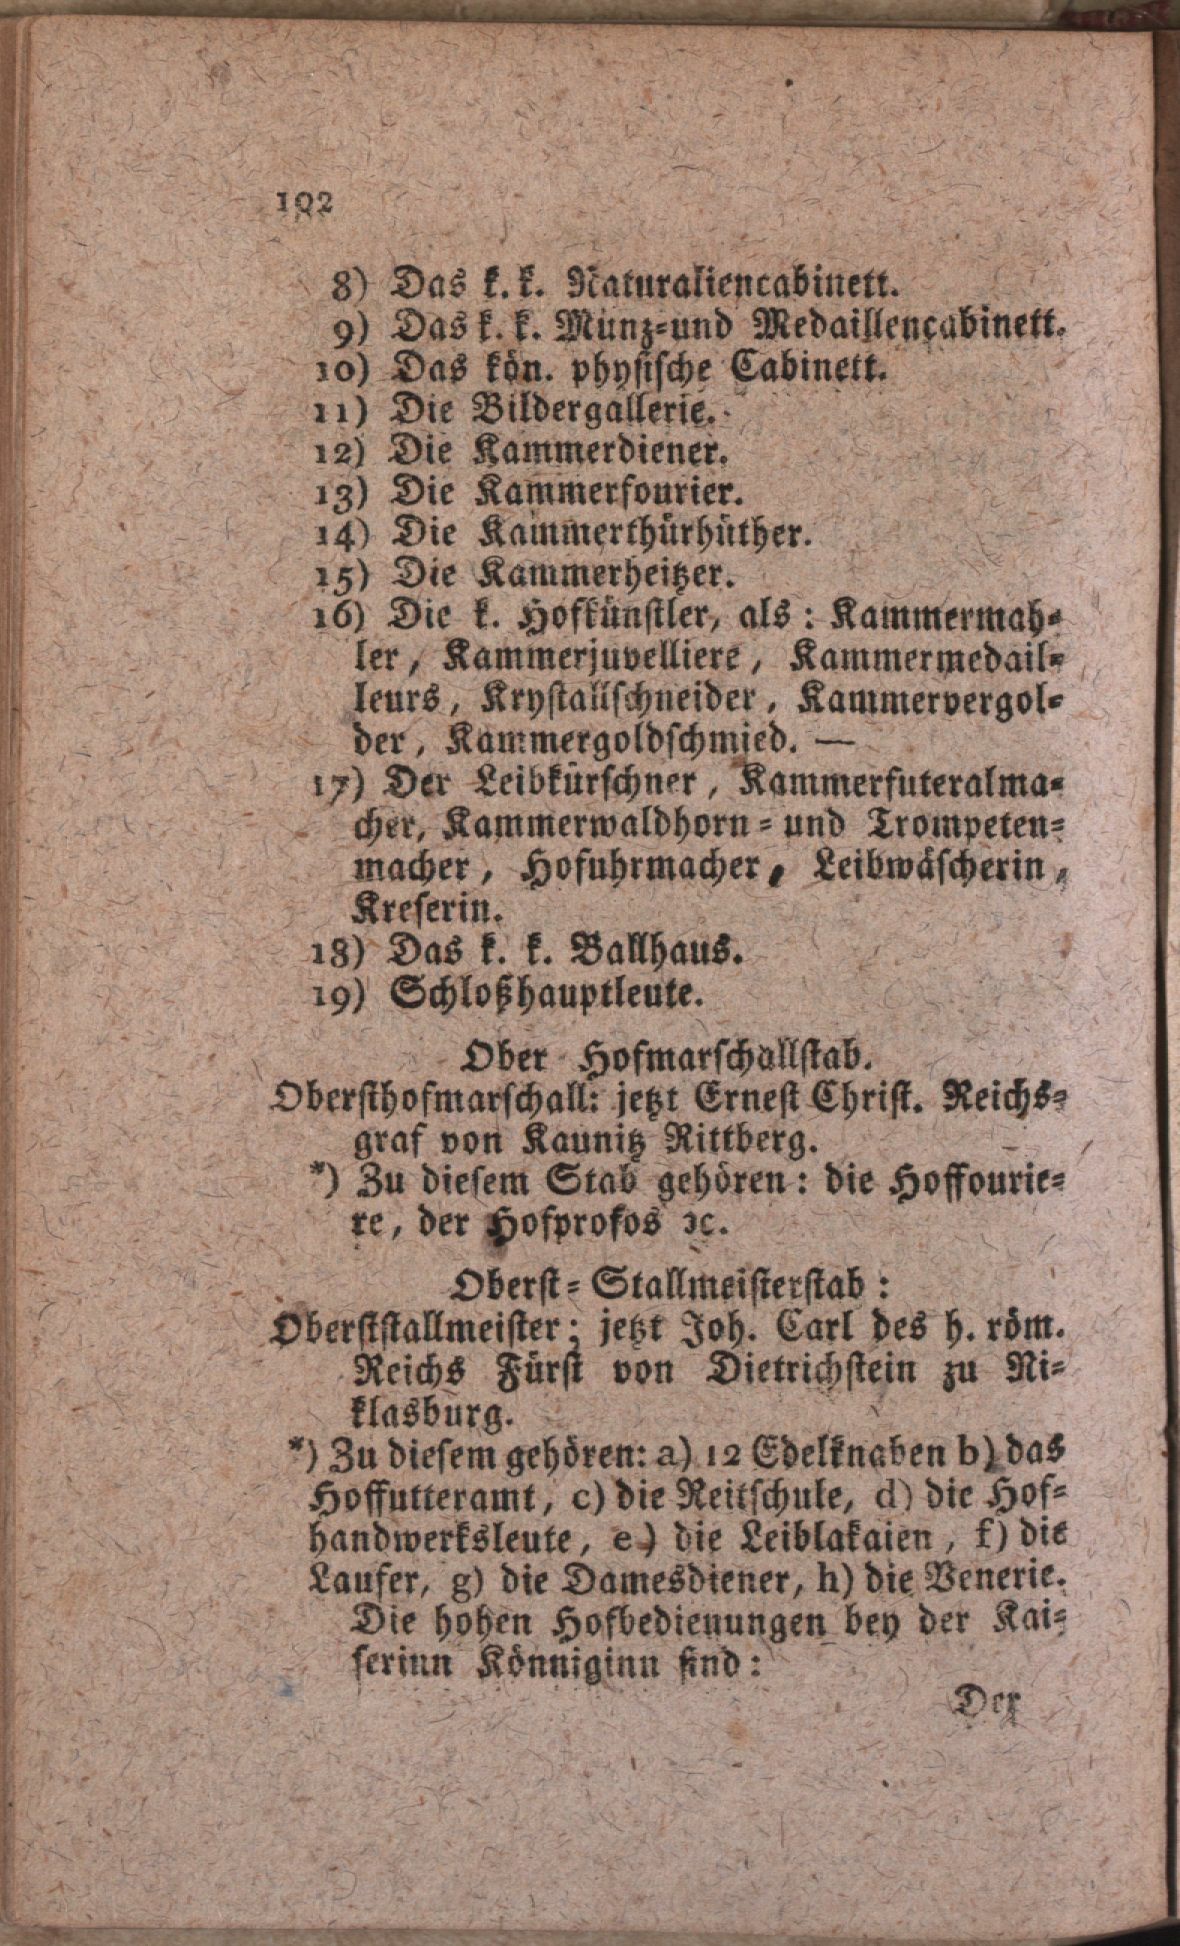 102
8) Das k. k. Naturaliencabinett.
9) Das k. k. Münz-und Medaillencabinett.
10) Das kön. physische Cabinett.
11) Die Bildergallerie.
12) Die Kammerdiener.
13) Die Kammerfourier.
14) Die Kammerthürhüther.
15) Die Kammerheitzer.
16) Die k. Hofkünstler, als: Kammermah-
ler, Kammerjuvelliere, Kammermedail-
leurs, Krystallschneider, Kammervergol-
der, Kammergoldschmied. —
17) Der Leibkürschner, Kammerfuteralma-
cher, Kammerwaldhorn- und Trompeten-
macher, Hofuhrmacher, Leibwäscherin,
Kreserin.
18) Das k. k. Ballhaus.
19) Schloßhauptleute.
Ober Hofmarschallstab.
Obersthofmarschall: jetzt Ernest Christ. Reichs-
graf von Kaunitz Rittberg.
*) Zu diesem Stab gehören: die Hoffourie-
re, der Hofprofos ꝛc.
Oberst-Stallmeisterstab:
Oberststallmeister; jetzt Joh. Carl des h. röm.
Reichs Fürst von Dietrichstein zu Ni-
klasburg.
*) Zu diesem gehören: a) 12 Edelknaben b) das
Hoffutteramt, c) die Reitschule, d) die Hof-
handwerksleute, e) die Leiblakaien, f) die
Laufer, g) die Damesdiener, h) die Venerie.
Die hohen Hofbedienungen bey der Kai-
serinn Könniginn sind:
Der